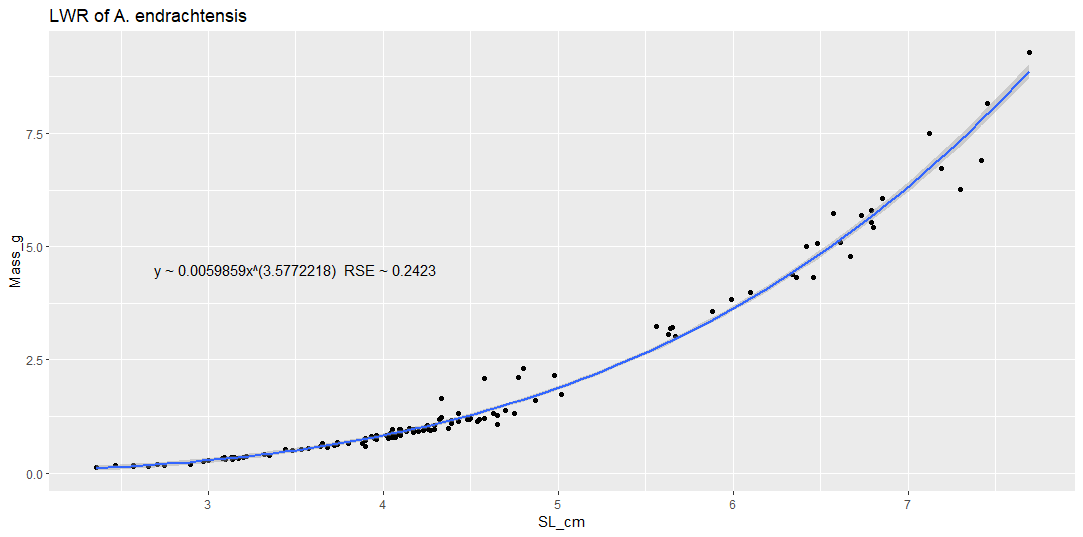 LWR of A. endrachtensis
7.5
5.0
2.5
0.0
Mass_g
y ~ 0.0059859x^(3.5772218)  RSE ~ 0.2423
3 4 5 6 7
SL_cm